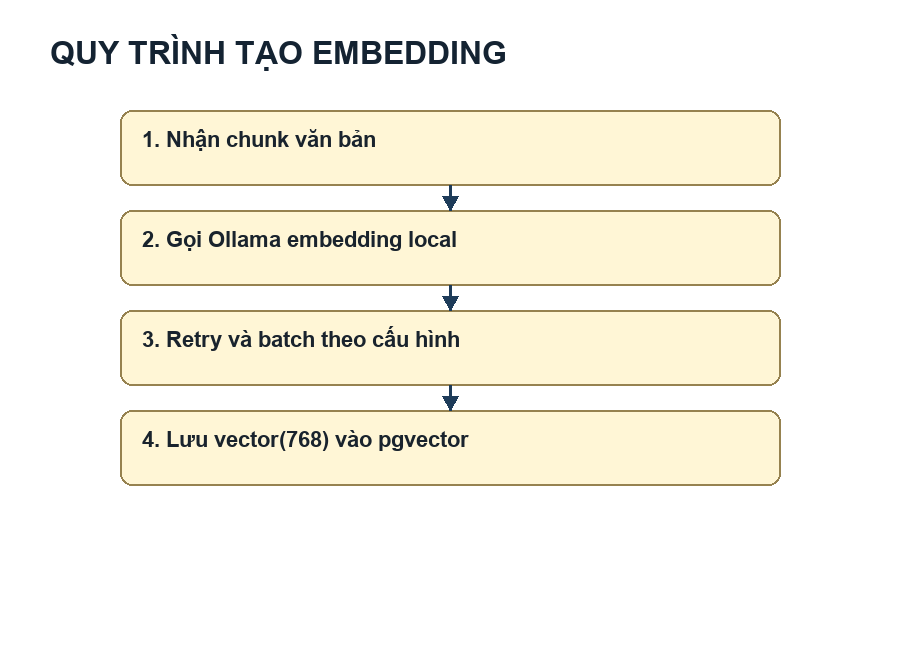 QUY TRÌNH TẠO EMBEDDING
1. Nhận chunk văn bản
2. Gọi Ollama embedding local
3. Retry và batch theo cấu hình
4. Lưu vector(768) vào pgvector